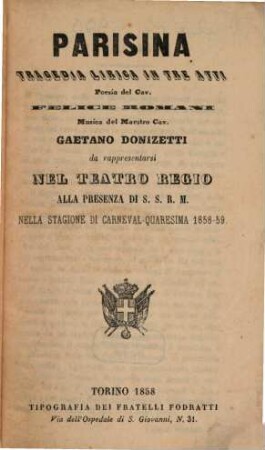 PARISINA
TRAGEDIA LIRICA IN TRE ATTI
Poesia del Cav.
FELICE ROMANI
Musica del Maestro Cav.
GAETANO DONIZETTI
da rappresentarsi
NEL TEATRO REGIO
ALLA PRESENZA DI S. S. R. M.
NELLA STAGIONE DI CARNEVAL-QUARESIMA 1858-59
TORINO 1858
TIPOGRAFIA DEI FRATELLI FODRATTI
Via dell'Ospedale di S. Giovanni, N. 31.